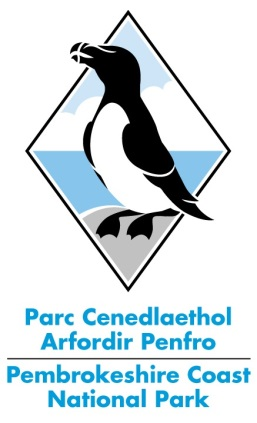 Parc Cenedlaethol
Arfordir Penfro
Pembrokeshire Coast
National Park